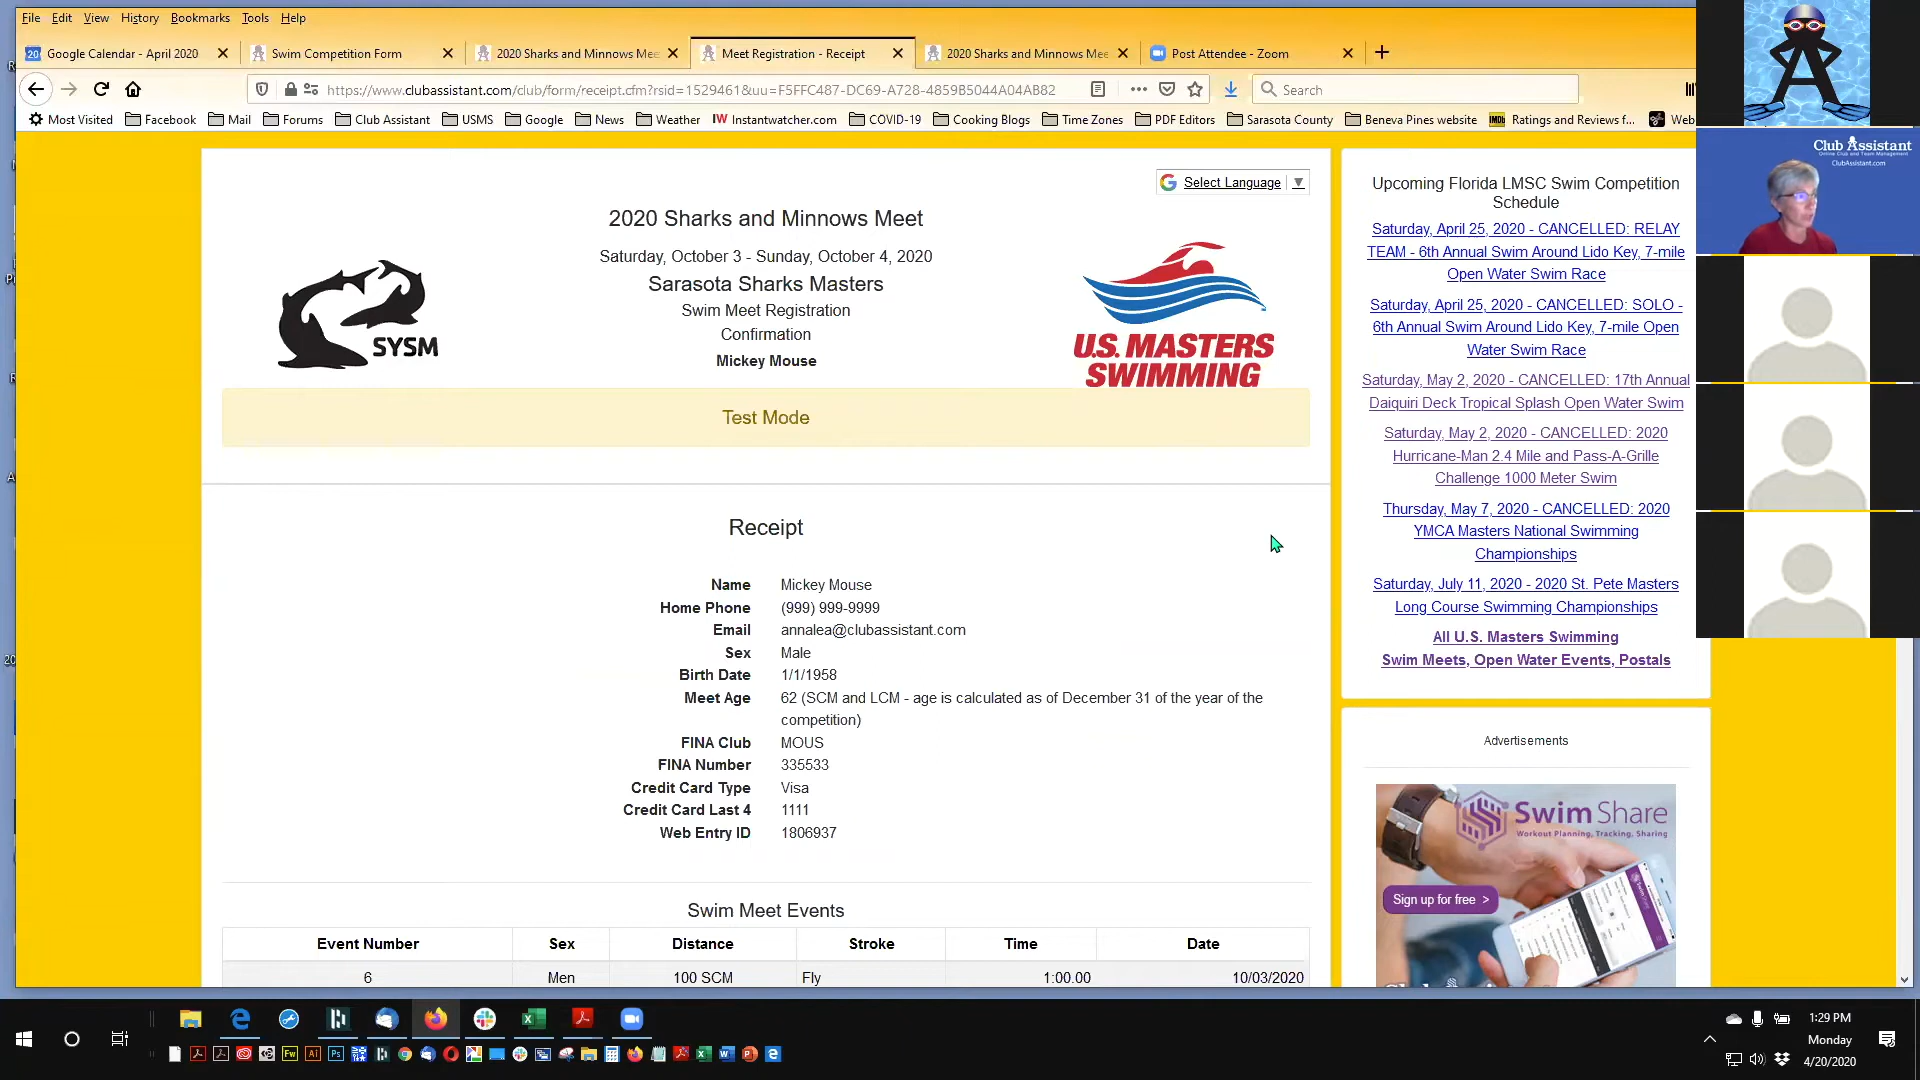 File Edit View History Bookmarks Tools Help
Google Calendar - April 2020
Swim Competition Form
2020 Sharks and Minnows Mee
Meet Registration - Receipt
2020 Sharks and Minnows Mee
Post Attendee - Zoom
https://www.clubassistant.com/club/form/receipt.cfm?rsid=1529461&uu=F5FFC487-DC69-A728-4859B5044A04AB82
Search
Most Visited Facebook Mail Forums Club Assistant USMS Google News Weather IW Instantwatcher.com COVID-19 Cooking Blogs Time Zones PDF Editors Sarasota County Beneva Pines website IMDb Ratings and Reviews f... Web
Club Assistant
Online Club and Team Management
ClubAssistant.com
Select Language ▼
2020 Sharks and Minnows Meet
Saturday, October 3 - Sunday, October 4, 2020
Sarasota Sharks Masters
Swim Meet Registration
Confirmation
Mickey Mouse
SYSM
U.S. MASTERS
SWIMMING
Test Mode
Receipt
Name Mickey Mouse
Home Phone (999) 999-9999
Email annalea@clubassistant.com
Sex Male
Birth Date 1/1/1958
Meet Age 62 (SCM and LCM - age is calculated as of December 31 of the year of the
competition)
FINA Club MOUS
FINA Number 335533
Credit Card Type Visa
Credit Card Last 4 1111
Web Entry ID 1806937
Swim Meet Events
Event Number Sex Distance Stroke Time Date
6 Men 100 SCM Fly 1:00.00 10/03/2020
Upcoming Florida LMSC Swim Competition
Schedule
Saturday, April 25, 2020 - CANCELLED: RELAY
TEAM - 6th Annual Swim Around Lido Key, 7-mile
Open Water Swim Race
Saturday, April 25, 2020 - CANCELLED: SOLO -
6th Annual Swim Around Lido Key, 7-mile Open
Water Swim Race
Saturday, May 2, 2020 - CANCELLED: 17th Annual
Daiquiri Deck Tropical Splash Open Water Swim
Saturday, May 2, 2020 - CANCELLED: 2020
Hurricane-Man 2.4 Mile and Pass-A-Grille
Challenge 1000 Meter Swim
Thursday, May 7, 2020 - CANCELLED: 2020
YMCA Masters National Swimming
Championships
Saturday, July 11, 2020 - 2020 St. Pete Masters
Long Course Swimming Championships
All U.S. Masters Swimming
Swim Meets, Open Water Events, Postals
Advertisements
Swim Share
Workout Planning, Tracking, Sharing
Sign up for free >
1:29 PM
Monday
4/20/2020